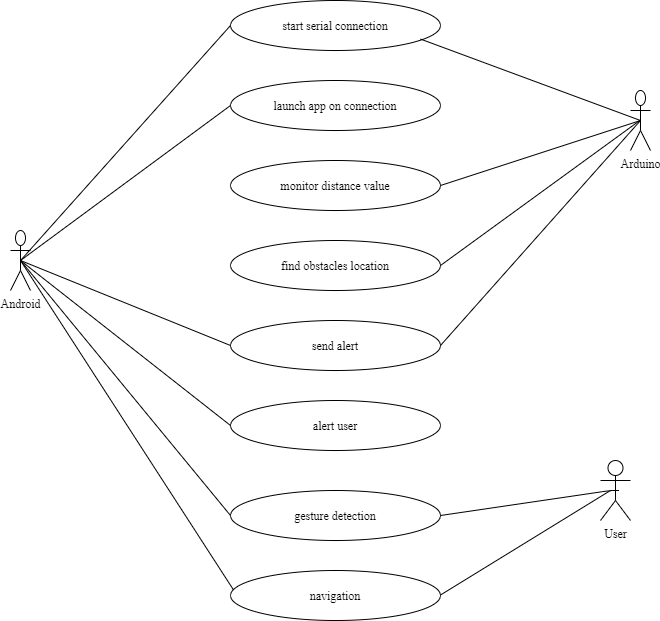 start serial connection
launch app on connection
Arduino
monitor distance value
find obstacles location
Android
send alert
alert user
gesture detection
User
navigation